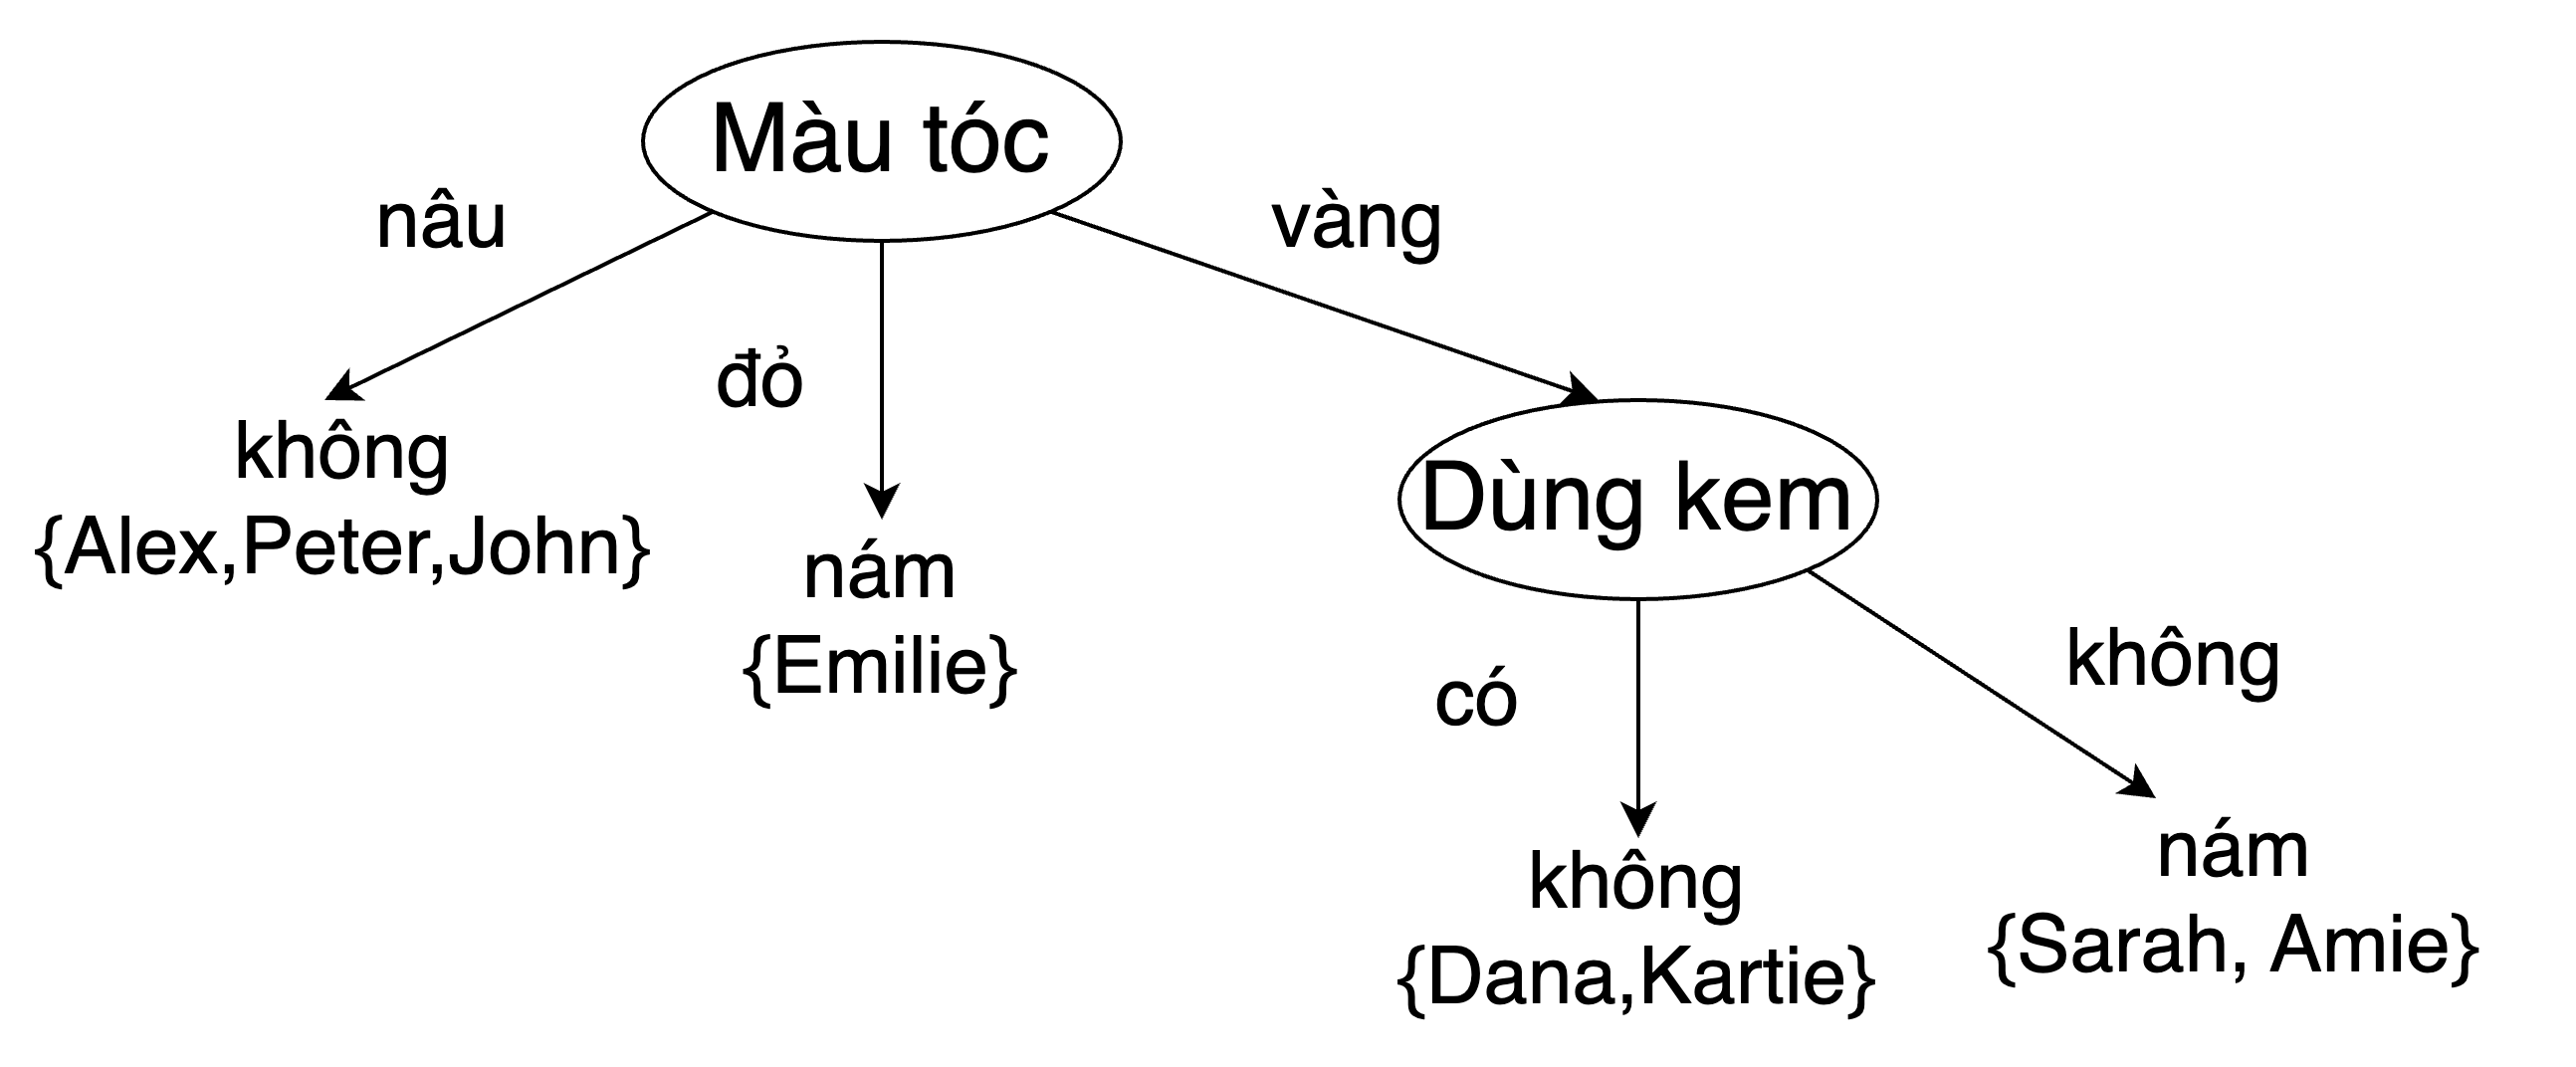 Màu tóc
nâu
vàng
đỏ
không
{Alex,Peter,John}
nám
{Emilie}
Dùng kem
có
không
không
{Dana,Kartie}
nám
{Sarah, Amie}